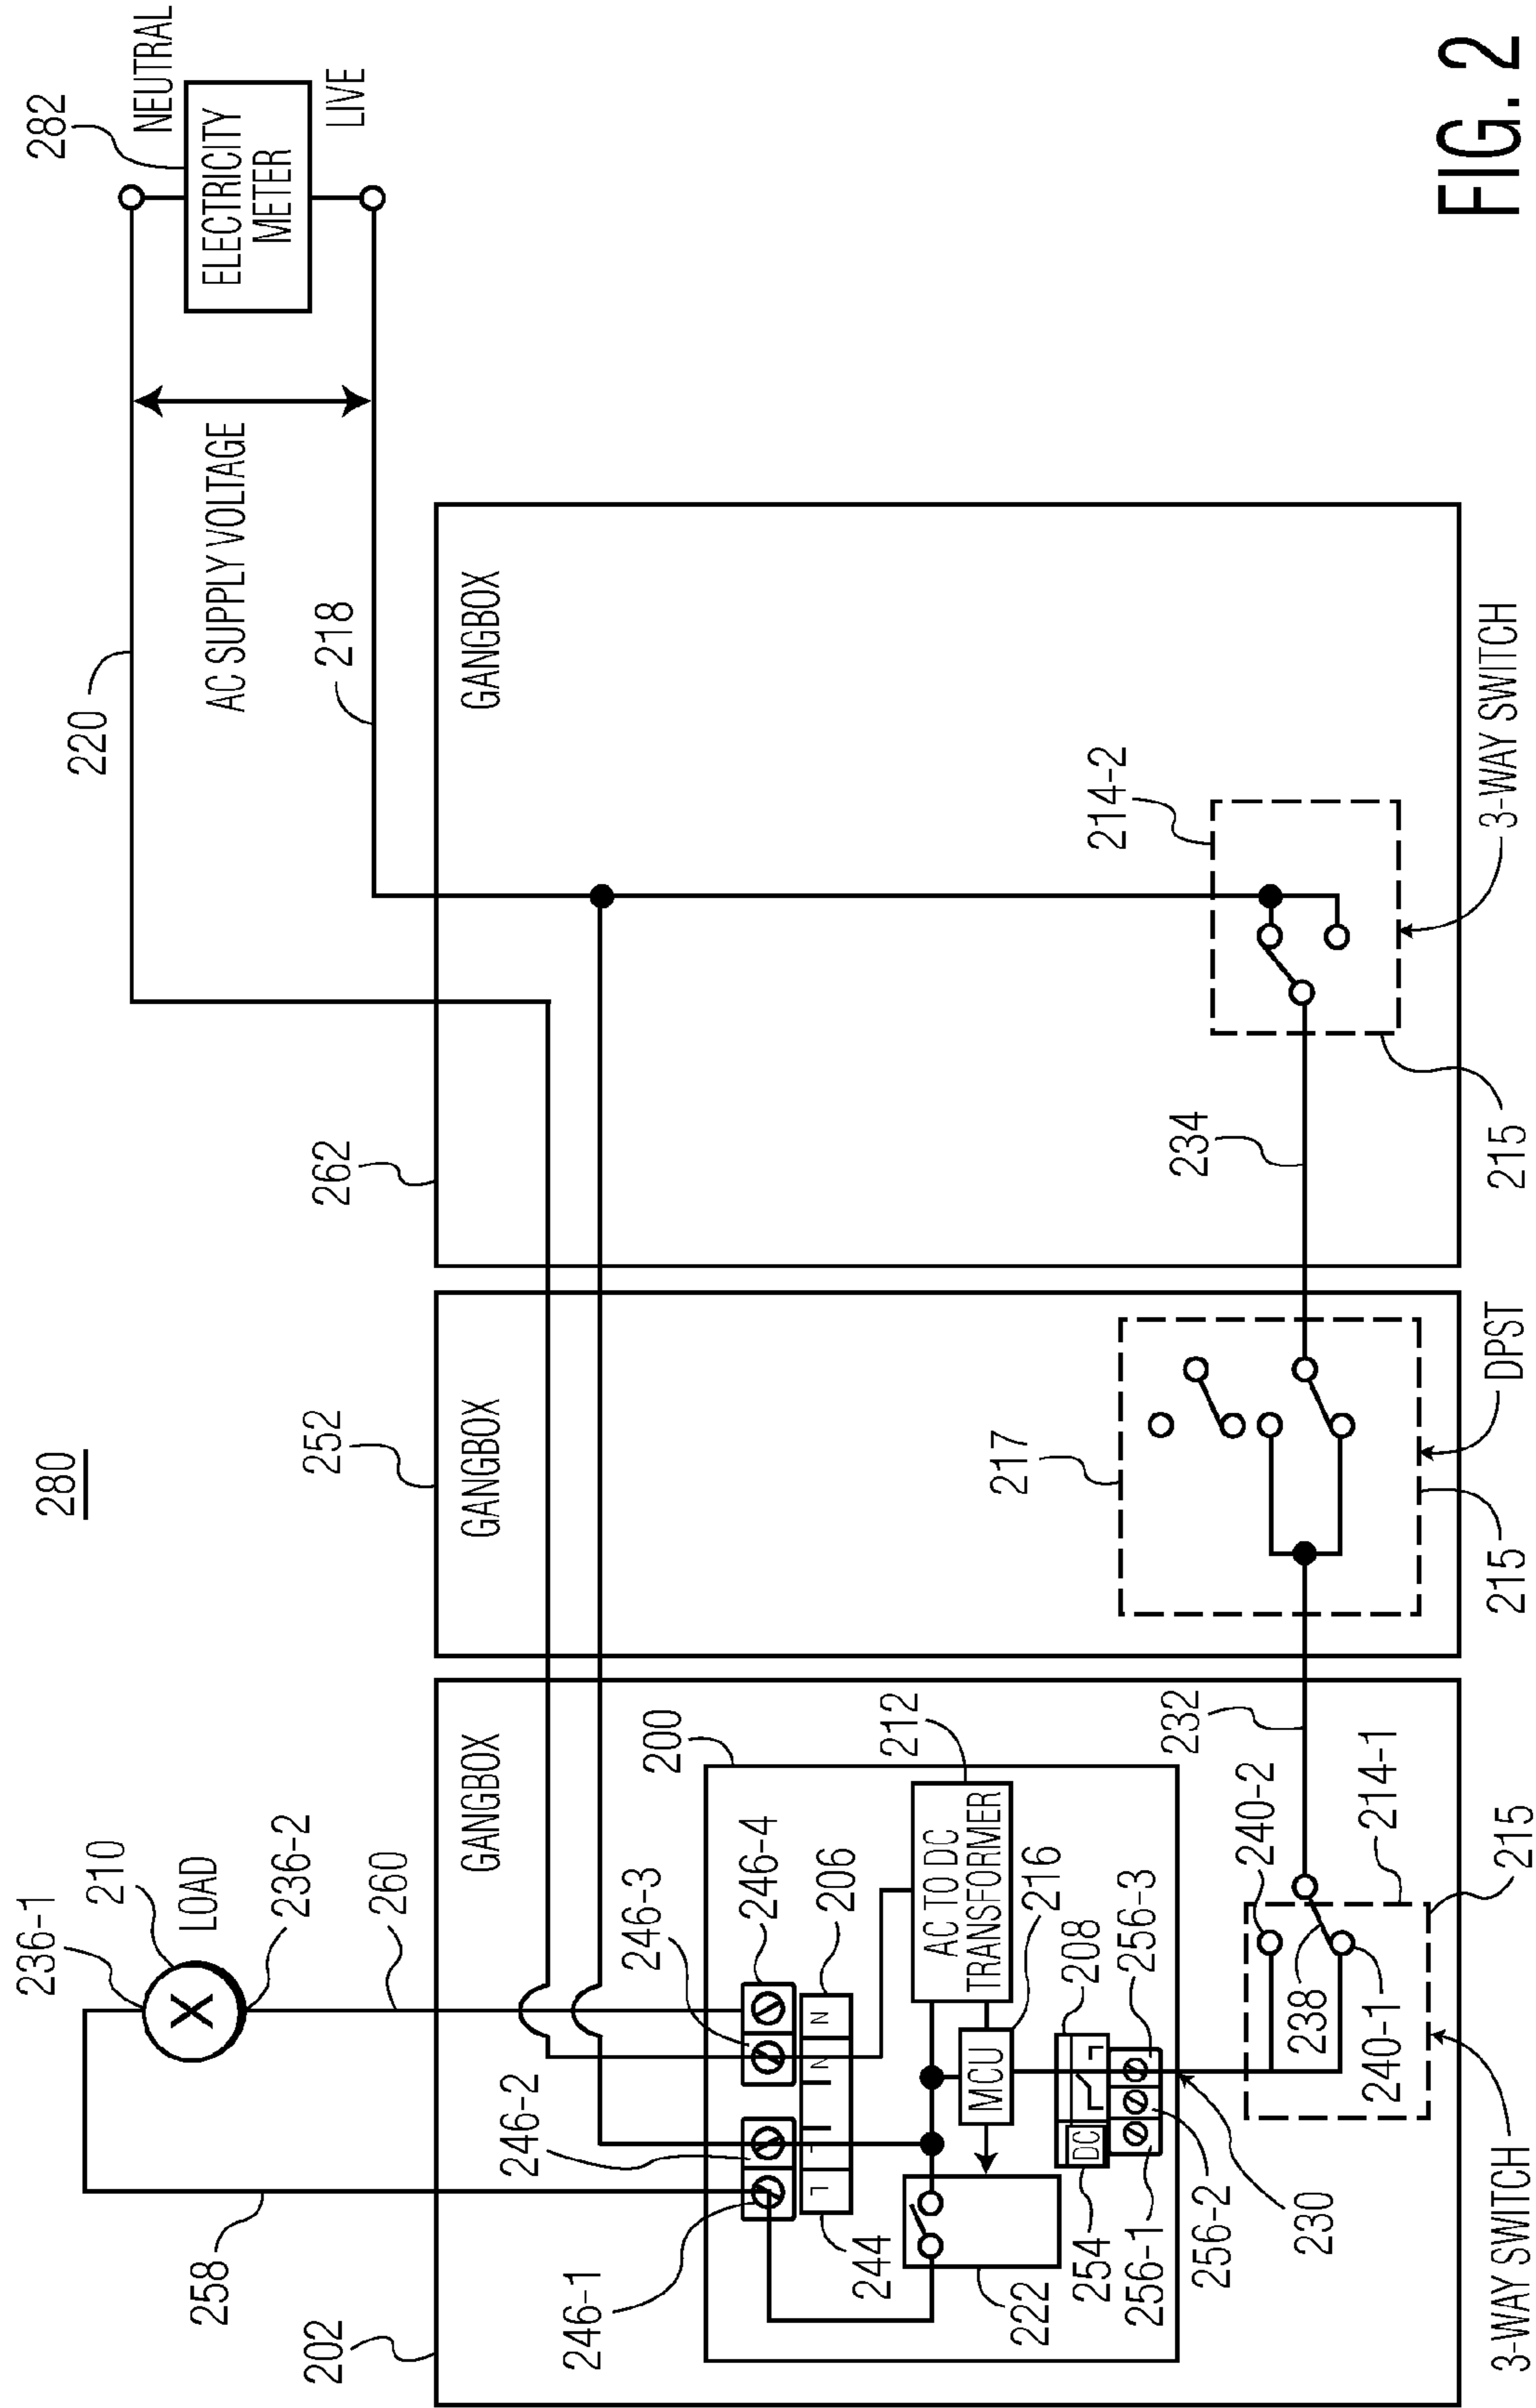 280
282
NEUTRAL
ELECTRICITY
METER
LIVE
220
AC SUPPLY VOLTAGE
218
236-1
210
LOAD
236-2
260
258
202
252
262
GANGBOX
GANGBOX
GANGBOX
200
246-1
246-2
246-3
246-4
206
244
L
L
N
N
212
AC TO DC
TRANSFORMER
216
MCU
208
222
254
DC
256-1
256-2
256-3
230
232
240-2
214-1
215
238
240-1
3-WAY SWITCH
217
215
DPST
234
214-2
215
3-WAY SWITCH
FIG. 2